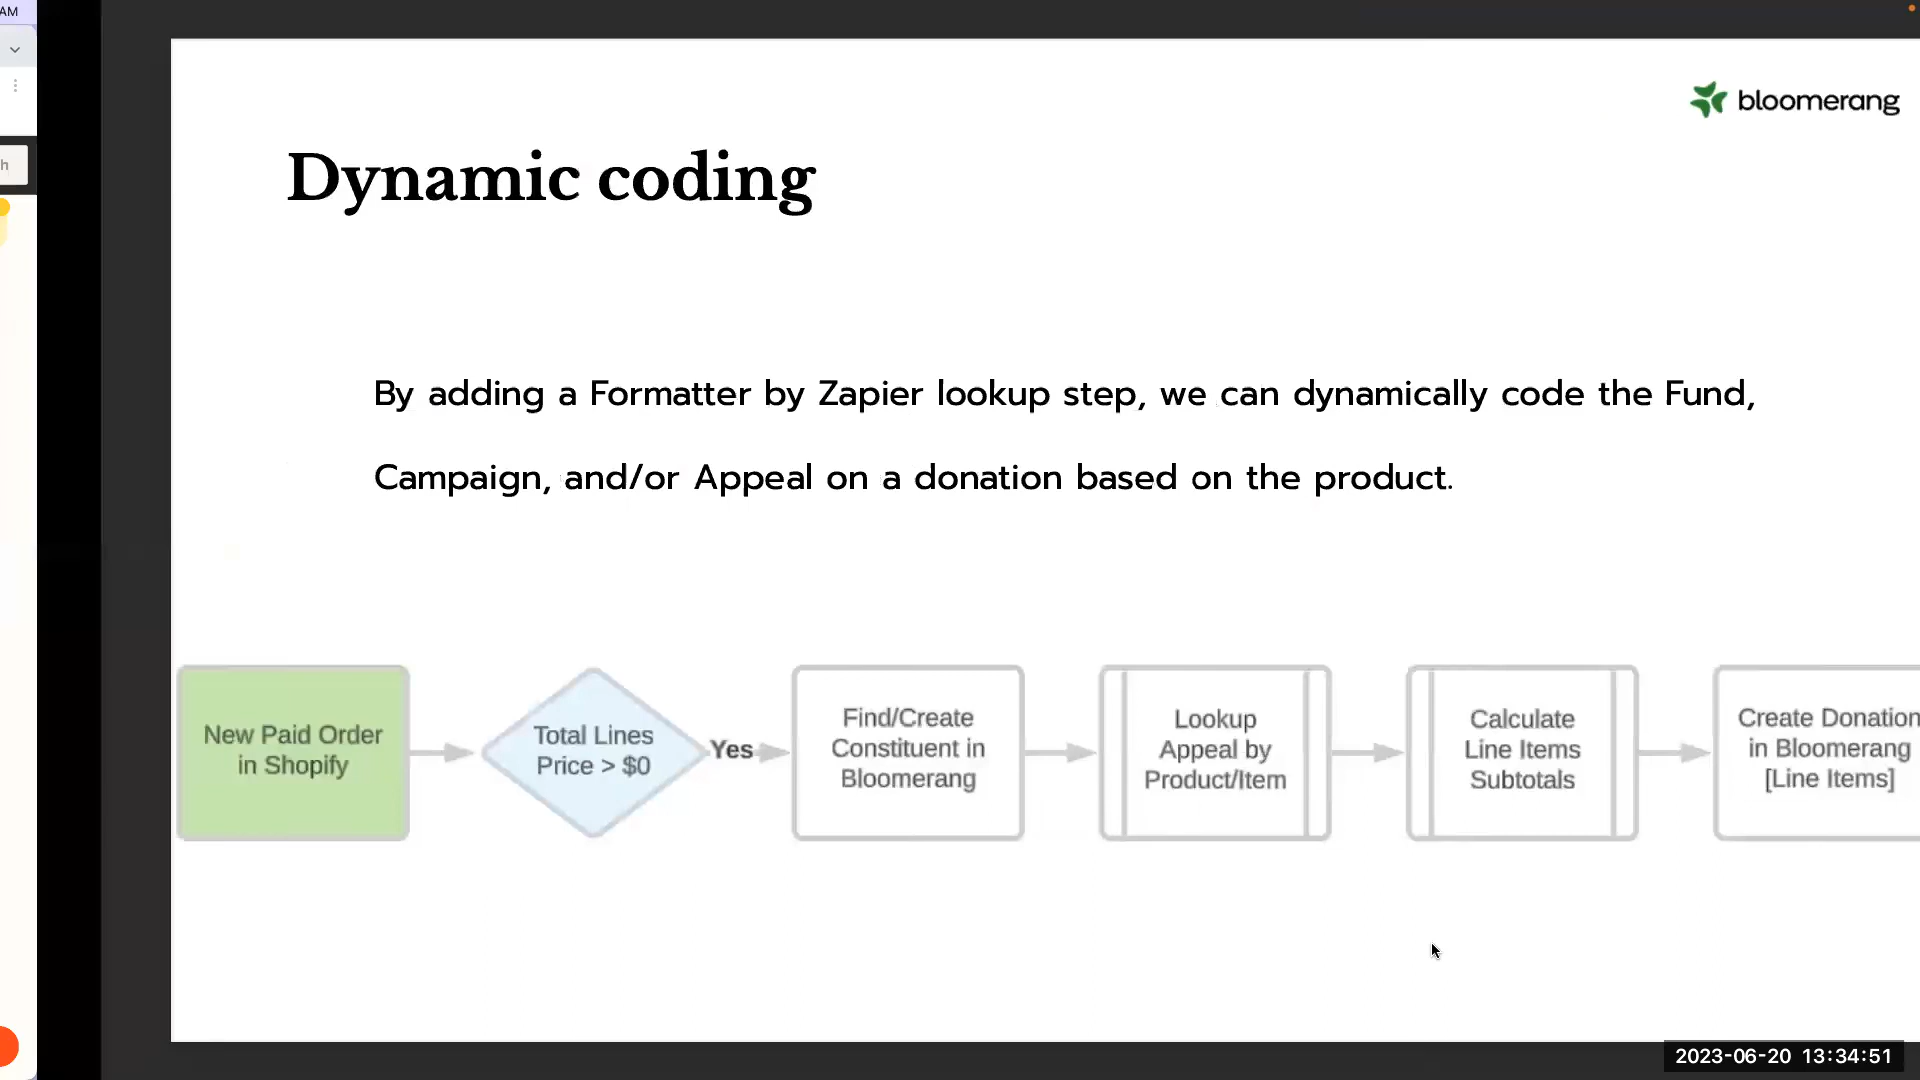 AM
h
bloomerang
Dynamic coding
By adding a Formatter by Zapier lookup step, we can dynamically code the Fund,
Campaign, and/or Appeal on a donation based on the product.
New Paid Order
in Shopify
Total Lines
Price > $0
Yes
Find/Create
Constituent in
Bloomerang
Lookup
Appeal by
Product/Item
Calculate
Line Items
Subtotals
Create Donation
in Bloomerang
[Line Items]
2023-06-20 13:34:51